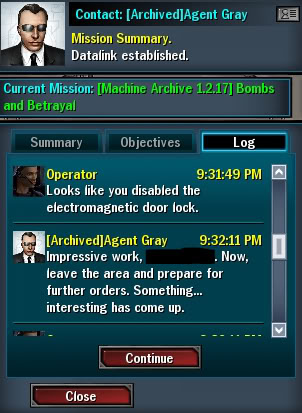 Contact: [Archived]Agent Gray
Mission Summary.
Datalink established.
Current Mission: [Machine Archive 1.2.17] Bombs
and Betrayal
Summary Objectives Log
Operator 9:31:49 PM
Looks like you disabled the
electromagnetic door lock.
[Archived]Agent Gray 9:32:11 PM
Impressive work, . Now,
leave the area and prepare for
further orders. Something...
interesting has come up.
Continue
Close